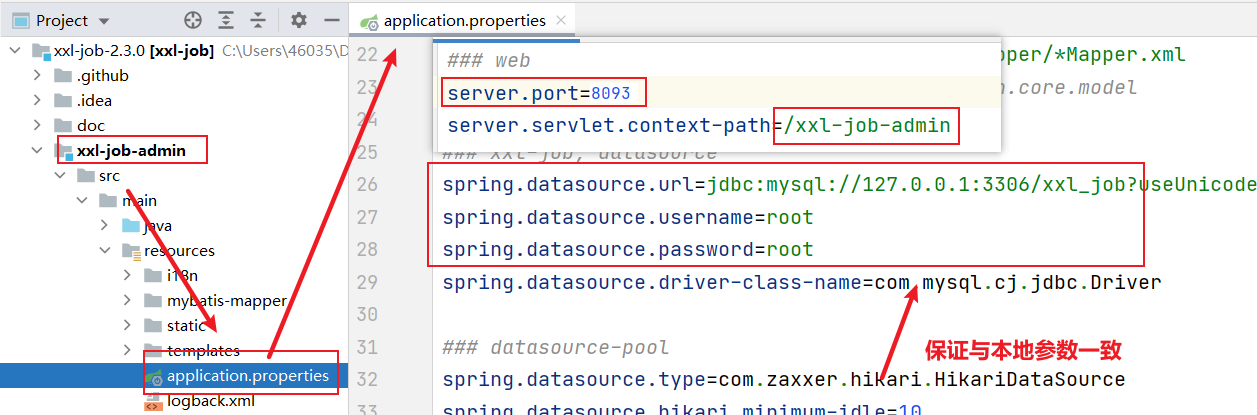 Project
xxl-job-2.3.0 [xxl-job] C:\Users\46035\D
.github
.idea
doc
xxl-job-admin
src
main
java
resources
i18n
mybatis-mapper
static
templates
application.properties
logback.xml
application.properties
### web
server.port=8093
server.servlet.context-path=/xxl-job-admin
22 pper/*Mapper.xml
23 n.core.model
24
25 ### xxl-job, datasource
26 spring.datasource.url=jdbc:mysql://127.0.0.1:3306/xxl_job?useUnicode
27 spring.datasource.username=root
28 spring.datasource.password=root
29 spring.datasource.driver-class-name=com.mysql.cj.jdbc.Driver
30
31 ### datasource-pool
保证与本地参数一致
32 spring.datasource.type=com.zaxxer.hikari.HikariDataSource
33 spring.datasource.hikari.minimum-idle=10